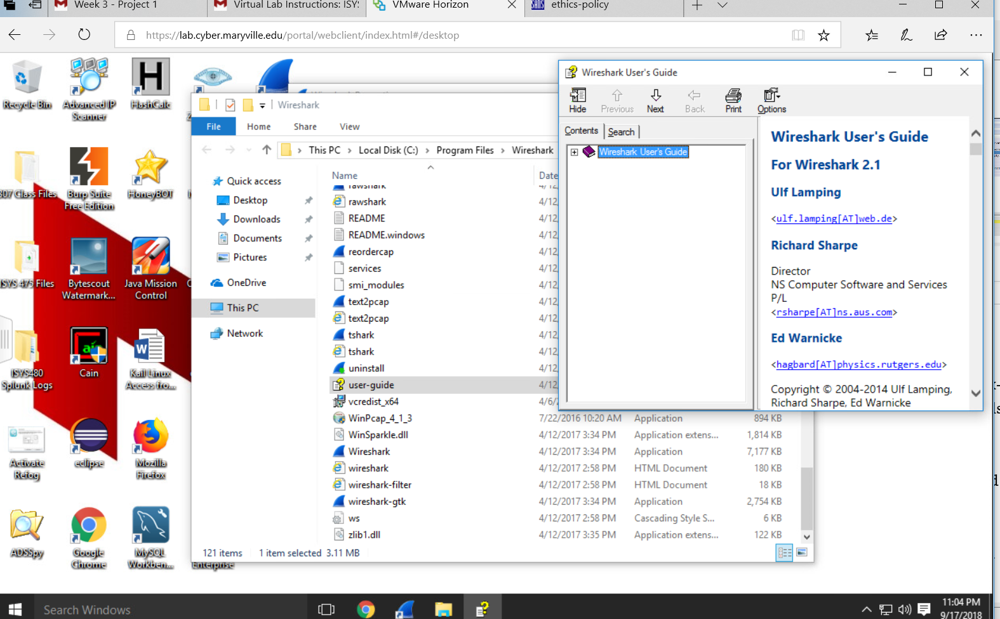 Week 3 - Project 1
Virtual Lab Instructions: ISYS
VMware Horizon
SANS
ethics-policy
https://lab.cyber.maryville.edu/portal/webclient/index.html#/desktop
Recycle Bin
Advanced IP
Scanner
HashCalc
307 Class Files
Burp Suite
Free Edition
HoneyBOT
ISYS 475 Files
Bytescout
Watermark...
Java Mission
Control
ISYS480
Splunk Logs
Cain
Kali Linux
Access fro...
Activate
Refog
eclipse
Mozilla
Firefox
ADSSpy
Google
Chrome
MySQL
Workben...
Enterprise
Wireshark
File
Home
Share
View
This PC
Local Disk (C:)
Program Files
Wireshark
Quick access
Desktop
Downloads
Documents
Pictures
OneDrive
This PC
Network
Name
Date
rawshark 4/12/
rawshark 4/12/
README 4/12/
README.windows 4/12/
reordercap 4/12/
services 4/12/
smi_modules 4/12/
text2pcap 4/12/
text2pcap 4/12/
tshark 4/12/
tshark 4/12/
uninstall 4/12/
user-guide 4/12/
vcredist_x64 4/6/2
WinPcap_4_1_3 7/22/2016 10:20 AM Application 894 KB
WinSparkle.dll 4/12/2017 3:34 PM Application extens... 1,814 KB
Wireshark 4/12/2017 3:34 PM Application 7,177 KB
wireshark 4/12/2017 2:58 PM HTML Document 180 KB
wireshark-filter 4/12/2017 2:58 PM HTML Document 18 KB
wireshark-gtk 4/12/2017 3:34 PM Application 2,754 KB
ws 4/12/2017 2:58 PM Cascading Style S... 6 KB
zlib1.dll 4/12/2017 3:35 PM Application extens... 122 KB
121 items 1 item selected 3.11 MB
Wireshark User's Guide
Hide
Previous
Next
Back
Print
Options
Contents
Search
Wireshark User's Guide
Wireshark User's Guide
For Wireshark 2.1
Ulf Lamping
<ulf.lamping[AT]web.de>
Richard Sharpe
Director
NS Computer Software and Services
P/L
<rsharpe[AT]ns.aus.com>
Ed Warnicke
<hagbard[AT]physics.rutgers.edu>
Copyright © 2004-2014 Ulf Lamping,
Richard Sharpe, Ed Warnicke
Search Windows
11:04 PM
9/17/2018